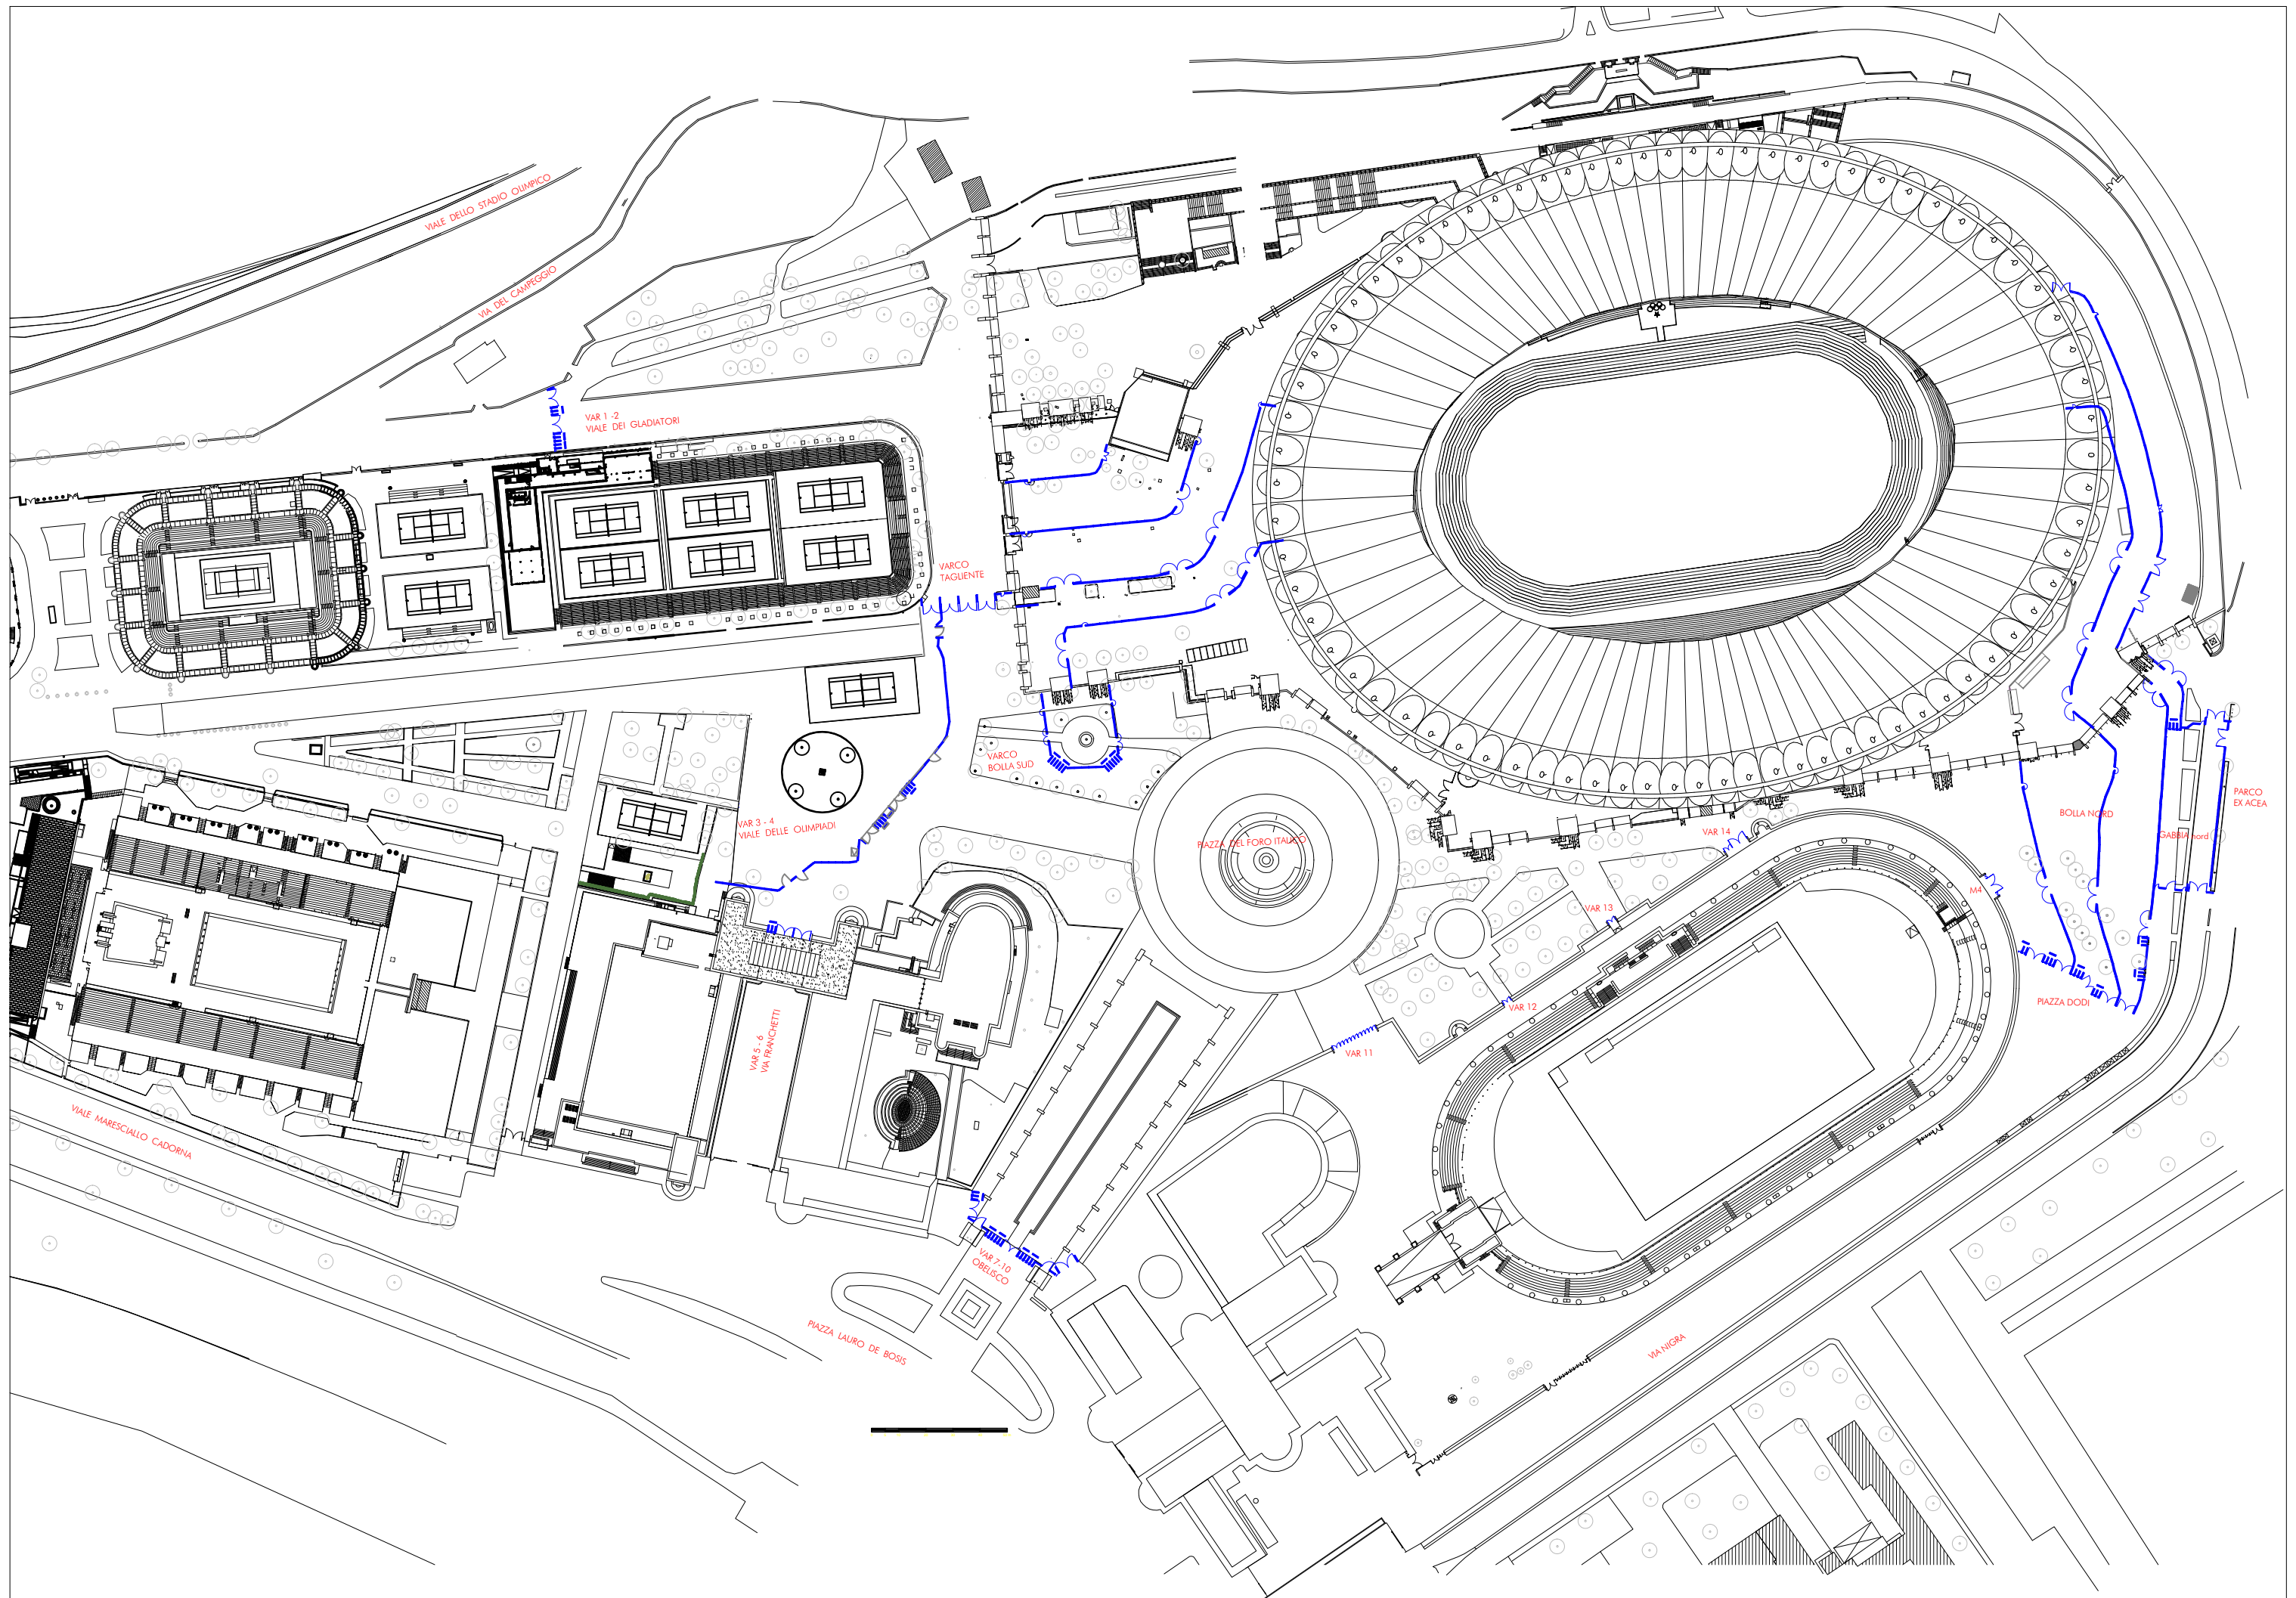 VIALE DELLO STADIO OLIMPICO
VIA DEL CAMPEGGIO
VAR 1 -2
VIALE DEI GLADIATORI
VARCO
TAGLIENTE
VARCO
BOLLA SUD
VAR 3 - 4
VIALE DELLE OLIMPIADI
PIAZZA DEL FORO ITALICO
VAR 14
BOLLA NORD
PARCO
EX ACEA
GABBIA nord
M4
VAR 13
VAR 12
PIAZZA DODI
VAR 11
VAR 5 - 6
VIA FRANCHETTI
VIALE MARESCIALLO CADORNA
VAR 7-10
OBELISCO
PIAZZA LAURO DE BOSIS
VIA NIGRA